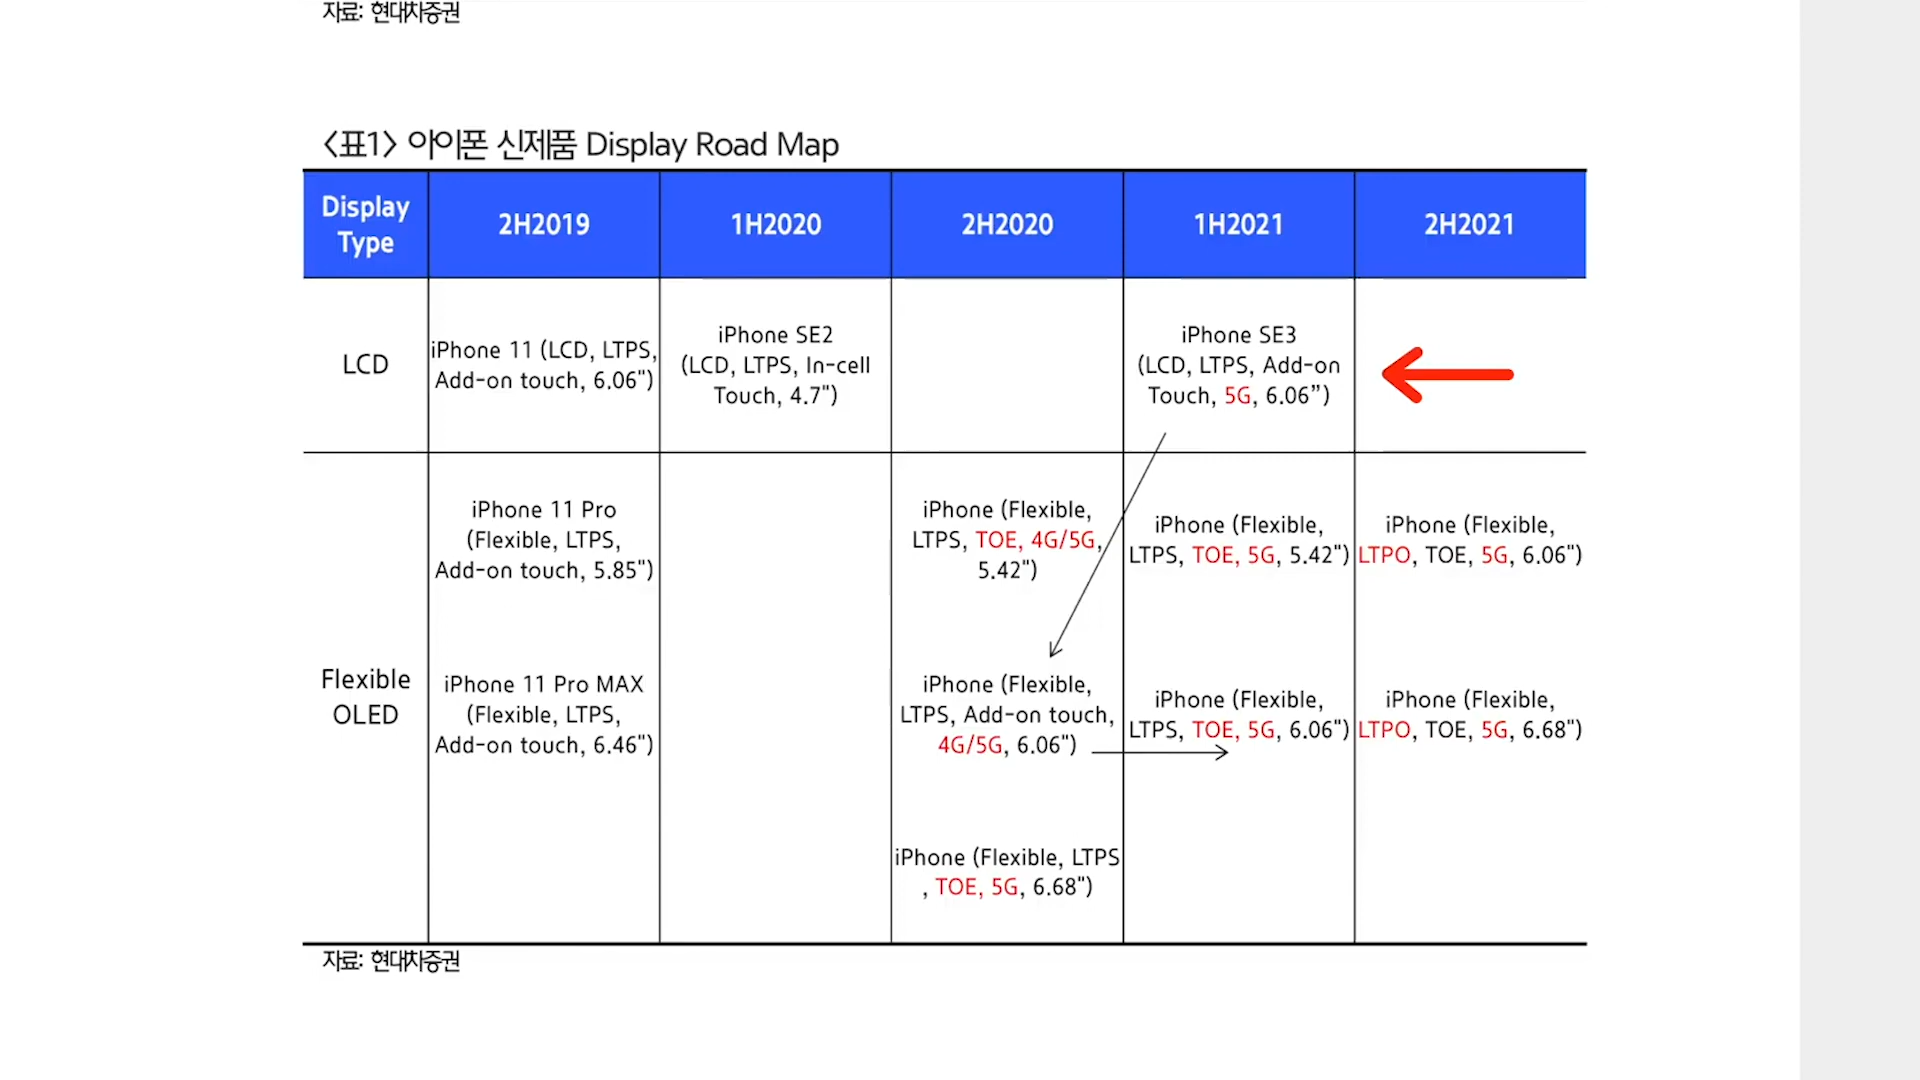 자료: 현대차증권
<표1> 아이폰 신제품 Display Road Map
Display
Type
2H2019
1H2020
2H2020
1H2021
2H2021
LCD
iPhone 11 (LCD, LTPS,
Add-on touch, 6.06")
iPhone SE2
(LCD, LTPS, In-cell
Touch, 4.7")
iPhone SE3
(LCD, LTPS, Add-on
Touch, 5G, 6.06”)
Flexible
OLED
iPhone 11 Pro
(Flexible, LTPS,
Add-on touch, 5.85")
iPhone 11 Pro MAX
(Flexible, LTPS,
Add-on touch, 6.46")
iPhone (Flexible,
LTPS, TOE, 4G/5G,
5.42")
iPhone (Flexible,
LTPS, Add-on touch,
4G/5G, 6.06")
iPhone (Flexible, LTPS
, TOE, 5G, 6.68")
iPhone (Flexible,
LTPS, TOE, 5G, 5.42")
iPhone (Flexible,
LTPS, TOE, 5G, 6.06")
iPhone (Flexible,
LTPO, TOE, 5G, 6.06")
iPhone (Flexible,
LTPO, TOE, 5G, 6.68")
자료: 현대차증권